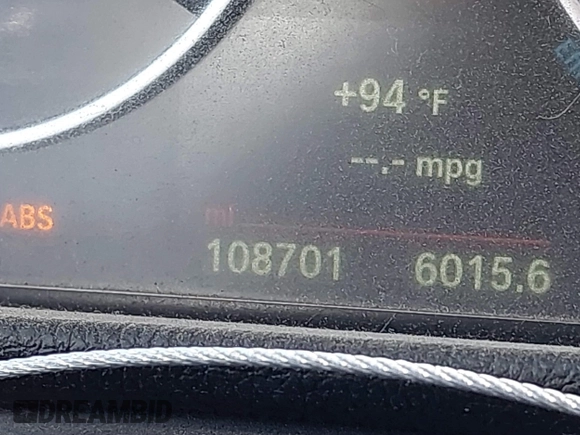 +94 °F
--.- mpg
ABS
mi
108701 6015.6
DREAMBID